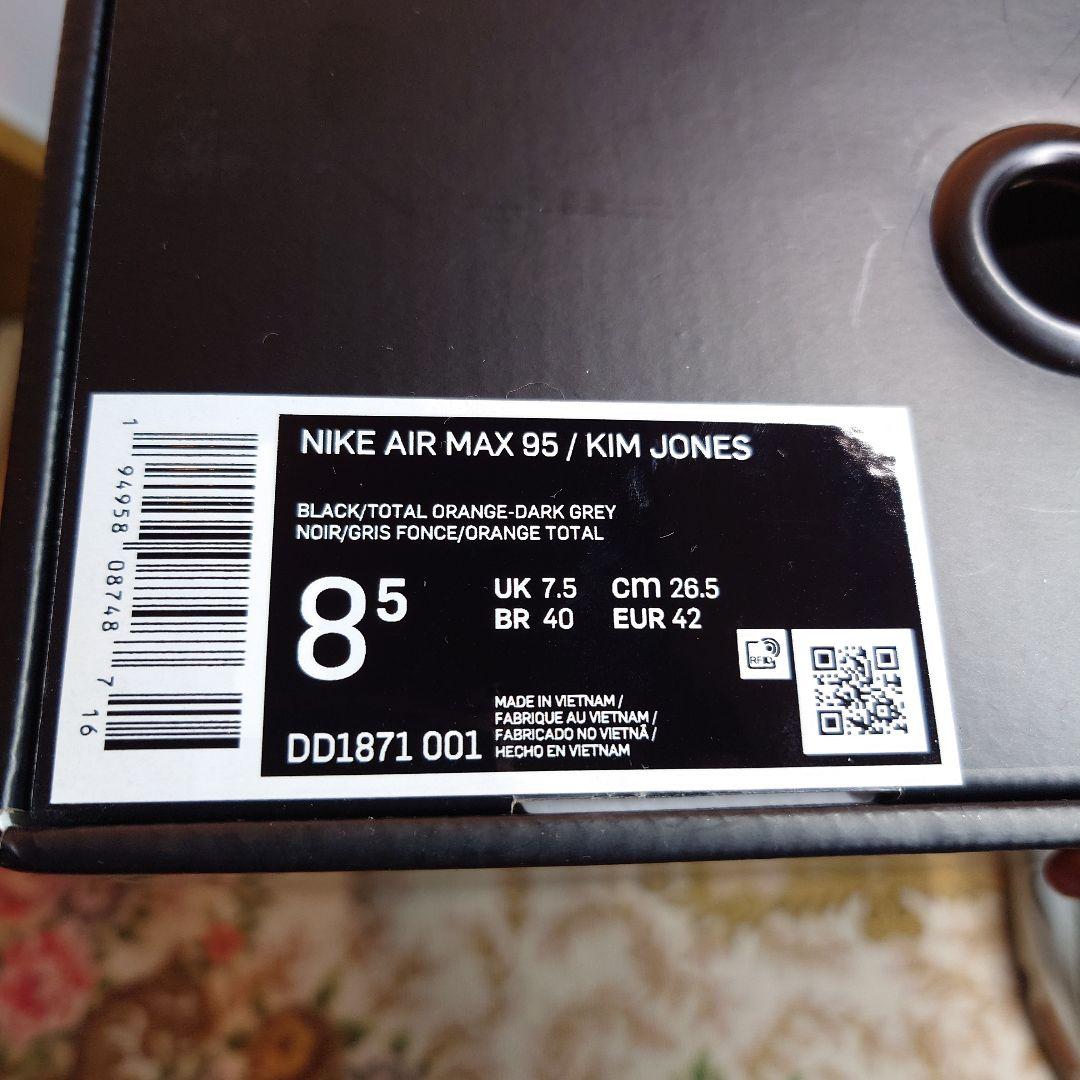 NIKE AIR MAX 95 / KIM JONES
BLACK/TOTAL ORANGE-DARK GREY
NOIR/GRIS FONCE/ORANGE TOTAL
8⁵
UK 7.5 cm 26.5
BR 40 EUR 42
MADE IN VIETNAM /
FABRIQUE AU VIETNAM /
FABRICADO NO VIETNÃ /
HECHO EN VIETNAM
DD1871 001
RFID
1 94958 08748 7 16